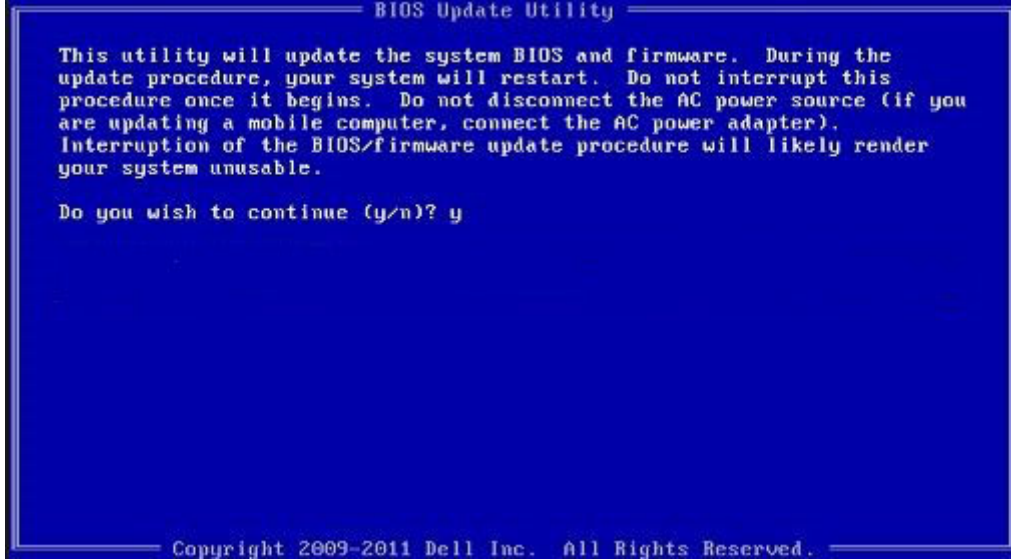 BIOS Update Utility
This utility will update the system BIOS and firmware. During the
update procedure, your system will restart. Do not interrupt this
procedure once it begins. Do not disconnect the AC power source (if you
are updating a mobile computer, connect the AC power adapter).
Interruption of the BIOS/firmware update procedure will likely render
your system unusable.
Do you wish to continue (y/n)? y
Copyright 2009-2011 Dell Inc. All Rights Reserved.